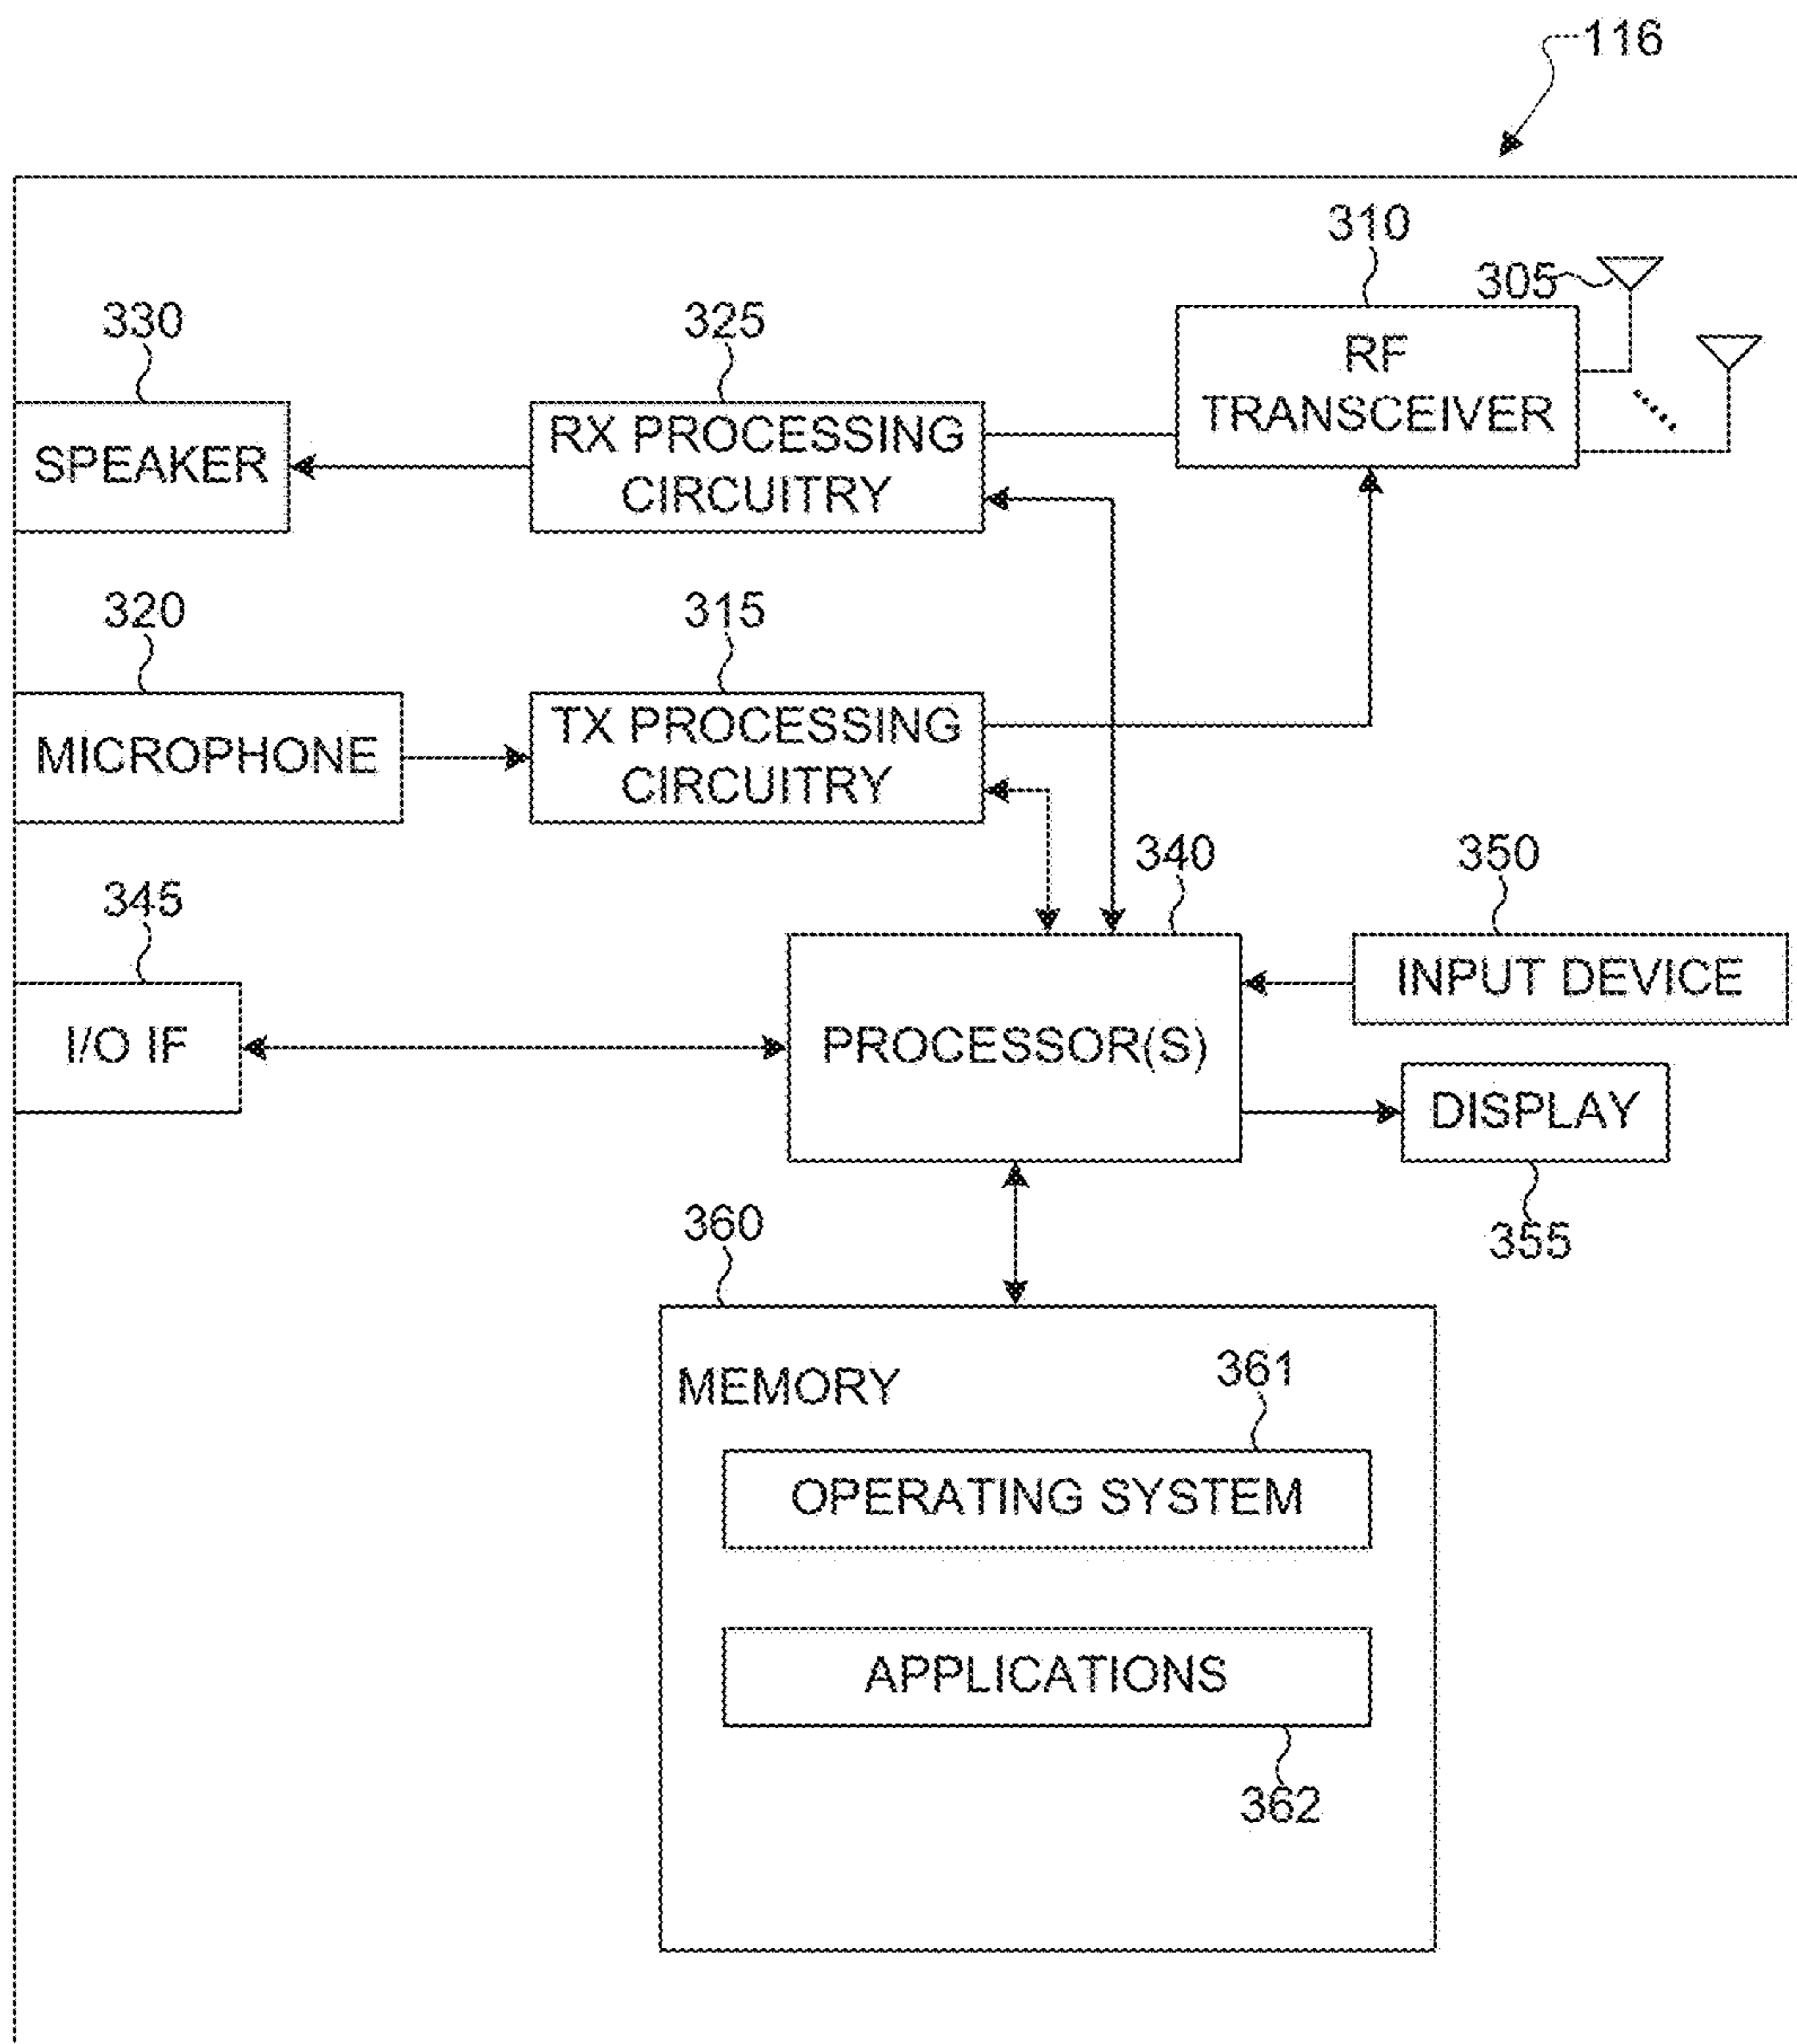 116
310
305
330
325
RF
TRANSCEIVER
SPEAKER
RX PROCESSING
CIRCUITRY
320
315
MICROPHONE
TX PROCESSING
CIRCUITRY
340
350
345
INPUT DEVICE
I/O IF
PROCESSOR(S)
DISPLAY
360
355
MEMORY
361
OPERATING SYSTEM
APPLICATIONS
362